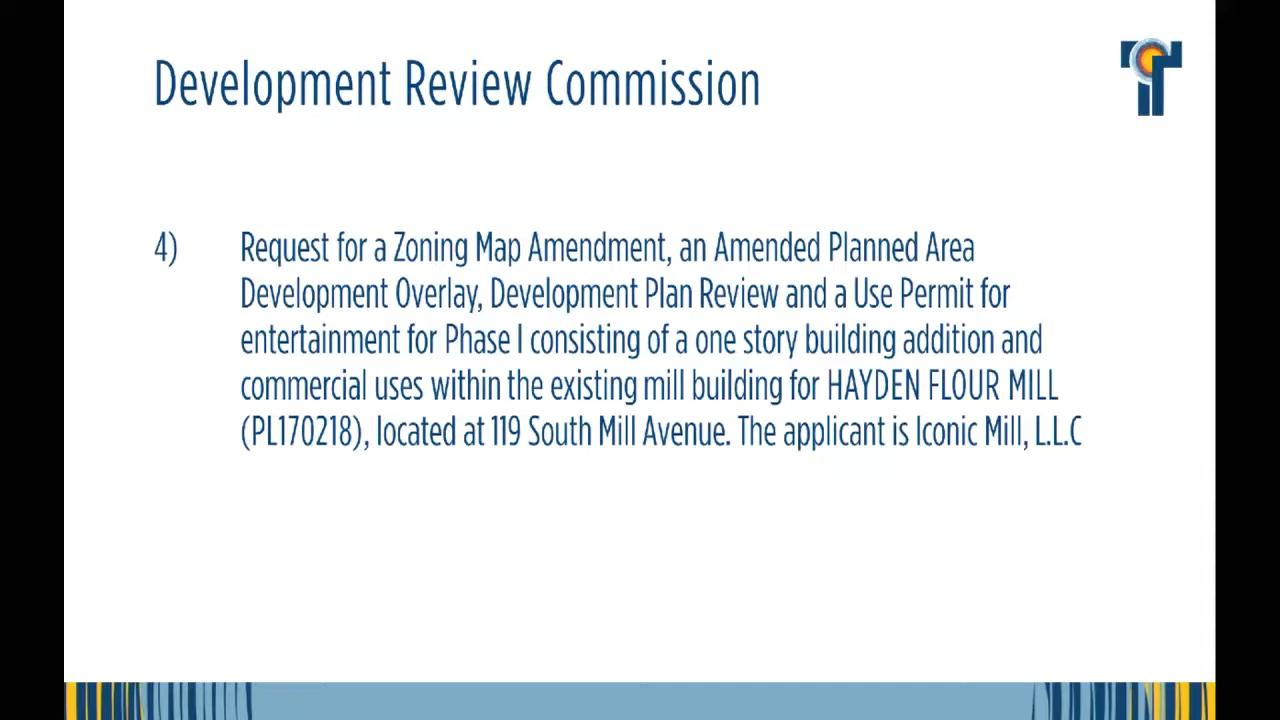 Development Review Commission
4) Request for a Zoning Map Amendment, an Amended Planned Area
Development Overlay, Development Plan Review and a Use Permit for
entertainment for Phase I consisting of a one story building addition and
commercial uses within the existing mill building for HAYDEN FLOUR MILL
(PL170218), located at 119 South Mill Avenue. The applicant is Iconic Mill, L.L.C